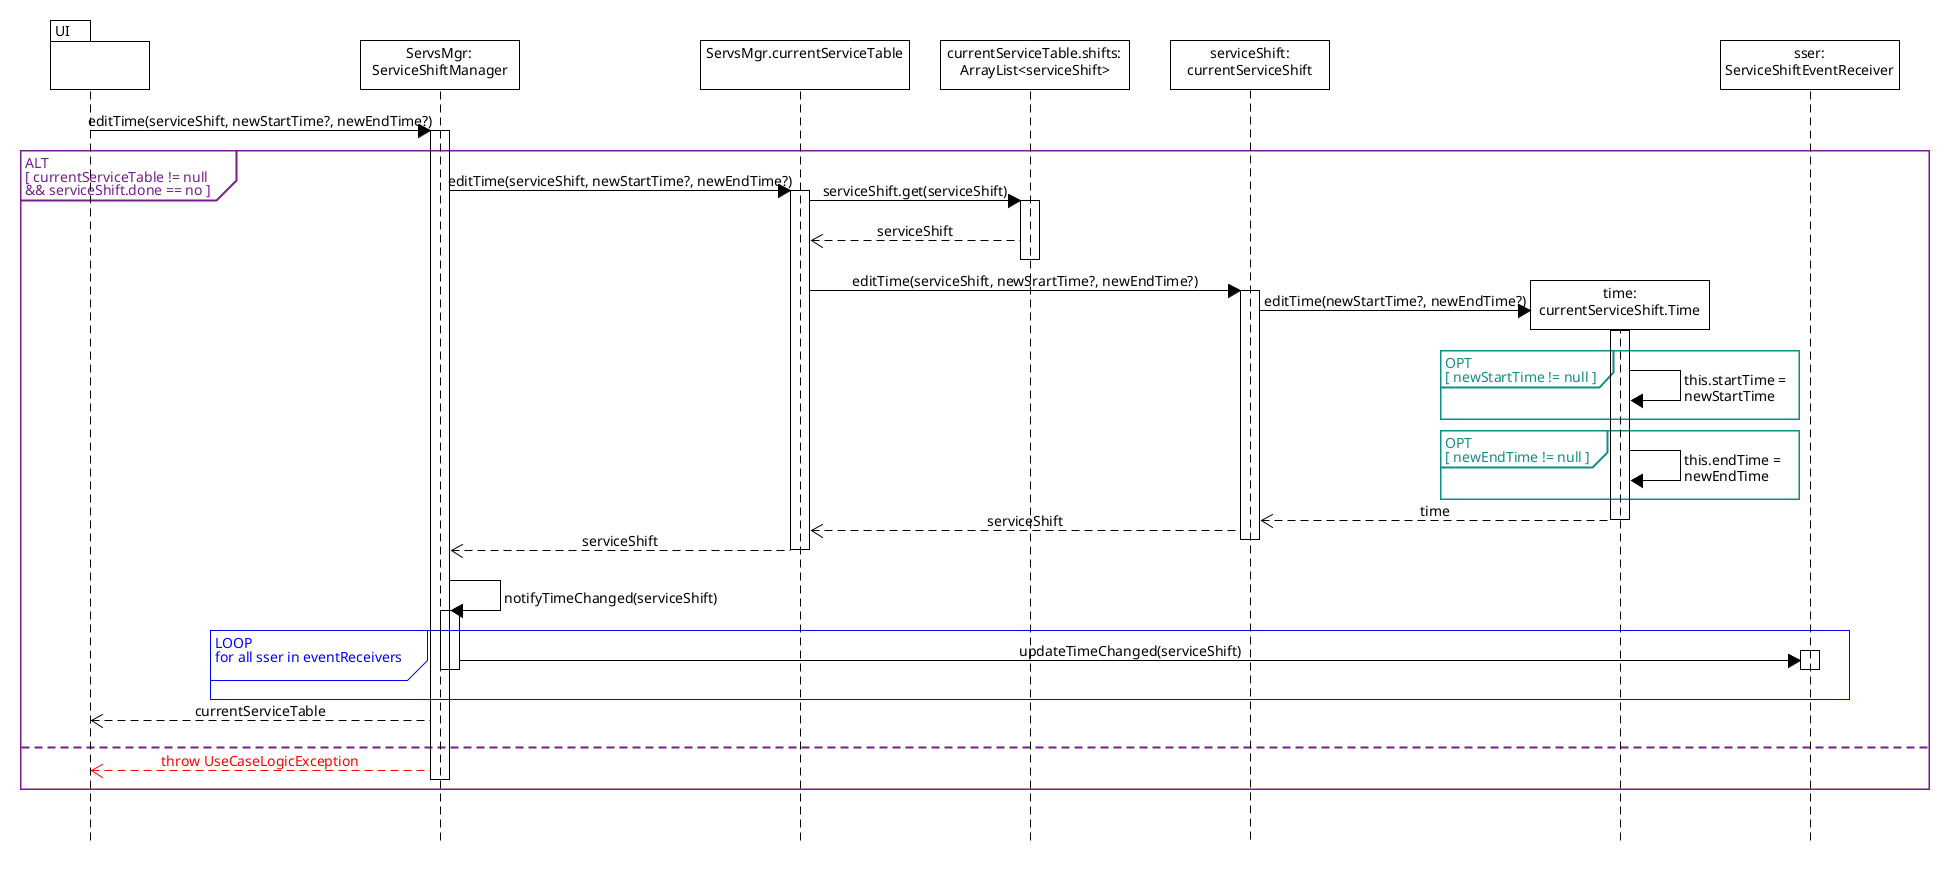 UI
ServsMgr:
ServiceShiftManager
ServsMgr.currentServiceTable
currentServiceTable.shifts:
ArrayList<serviceShift>
serviceShift:
currentServiceShift
sser:
ServiceShiftEventReceiver
editTime(serviceShift, newStartTime?, newEndTime?)
ALT
[ currentServiceTable != null
&& serviceShift.done == no ]
editTime(serviceShift, newStartTime?, newEndTime?)
serviceShift.get(serviceShift)
serviceShift
editTime(serviceShift, newSrartTime?, newEndTime?)
editTime(newStartTime?, newEndTime?)
time:
currentServiceShift.Time
OPT
[ newStartTime != null ]
this.startTime =
newStartTime
OPT
[ newEndTime != null ]
this.endTime =
newEndTime
time
serviceShift
serviceShift
notifyTimeChanged(serviceShift)
LOOP
for all sser in eventReceivers
updateTimeChanged(serviceShift)
currentServiceTable
throw UseCaseLogicException